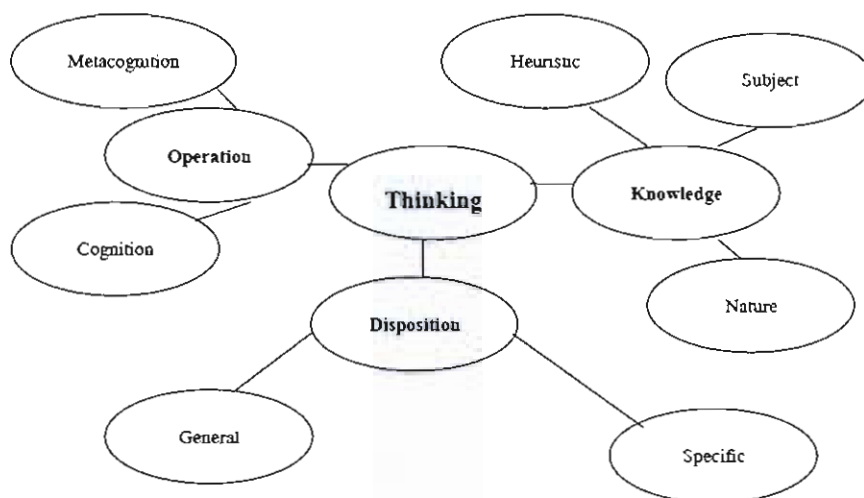 Metacognition
Heuristic
Subject
Operation
Thinking
Knowledge
Cognition
Nature
Disposition
General
Specific